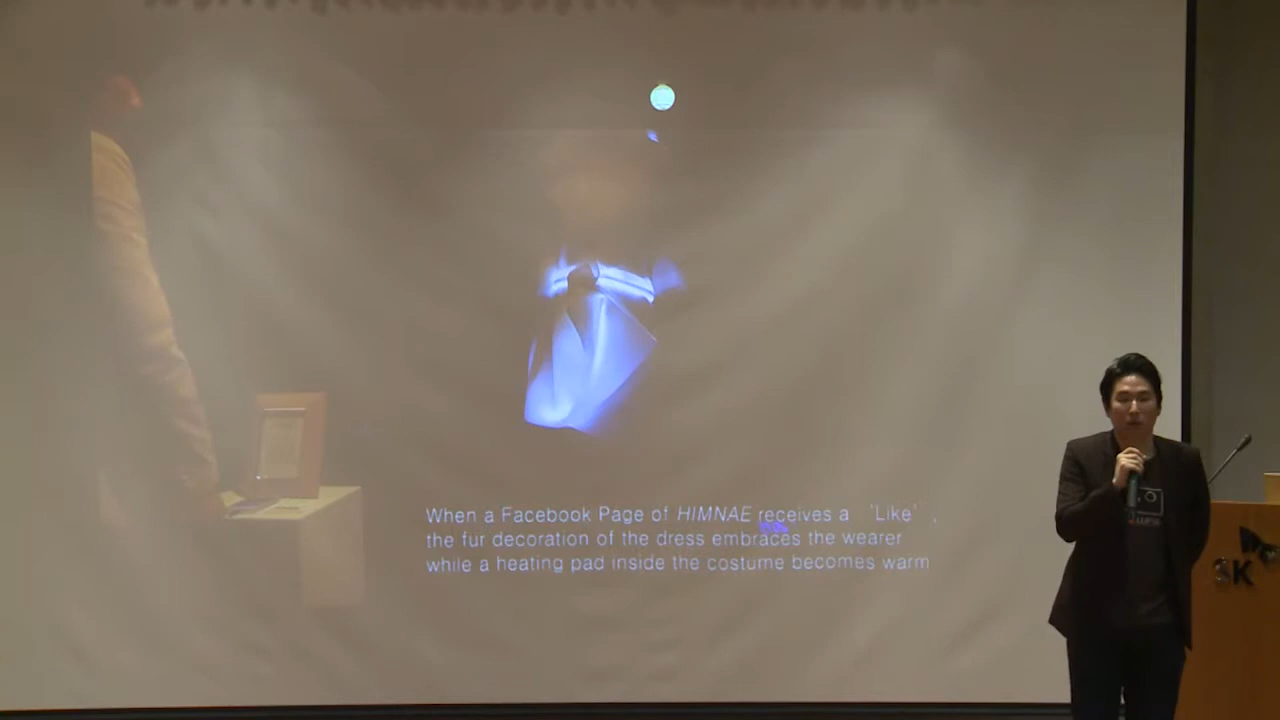 When a Facebook Page of HIMNAE receives a `Like´ ,
the fur decoration of the dress embraces the wearer
while a heating pad inside the costume becomes warm
SK